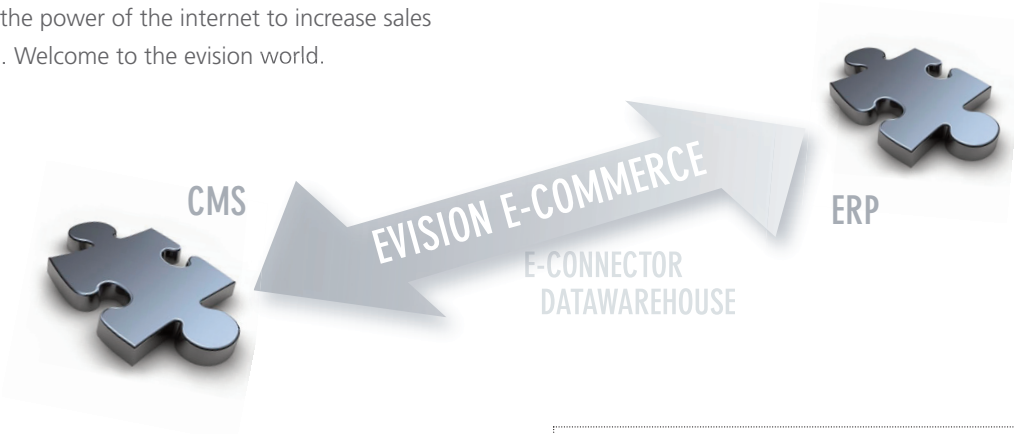 the power of the internet to increase sales
. Welcome to the evision world.
CMS
EVISION E-COMMERCE
ERP
E-CONNECTOR
DATAWAREHOUSE